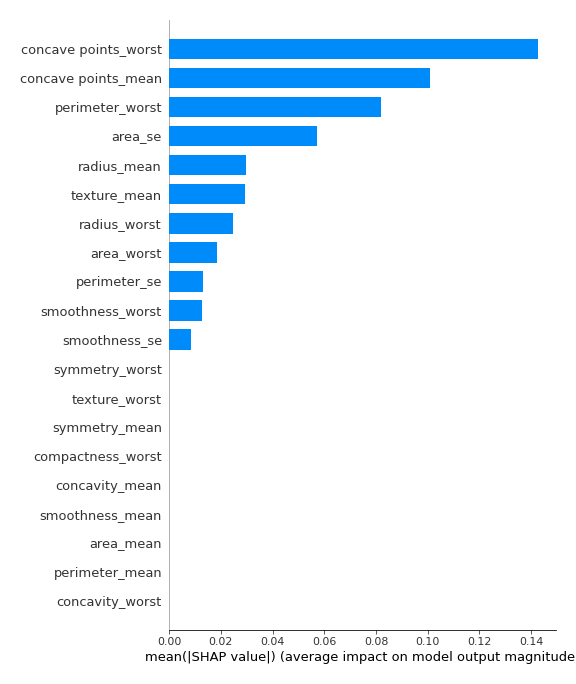 concave points_worst
concave points_mean
perimeter_worst
area_se
radius_mean
texture_mean
radius_worst
area_worst
perimeter_se
smoothness_worst
smoothness_se
symmetry_worst
texture_worst
symmetry_mean
compactness_worst
concavity_mean
smoothness_mean
area_mean
perimeter_mean
concavity_worst
0.00 0.02 0.04 0.06 0.08 0.10 0.12 0.14
mean(|SHAP value|) (average impact on model output magnitude